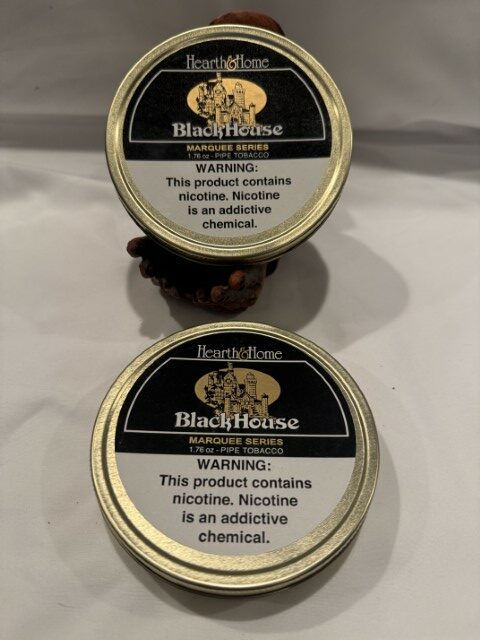 Hearth&Home
BlackHouse
MARQUEE SERIES
1.76 oz - PIPE TOBACCO
WARNING:
This product contains
nicotine. Nicotine
is an addictive
chemical.
Hearth&Home
BlackHouse
MARQUEE SERIES
1.76 oz - PIPE TOBACCO
WARNING:
This product contains
nicotine. Nicotine
is an addictive
chemical.